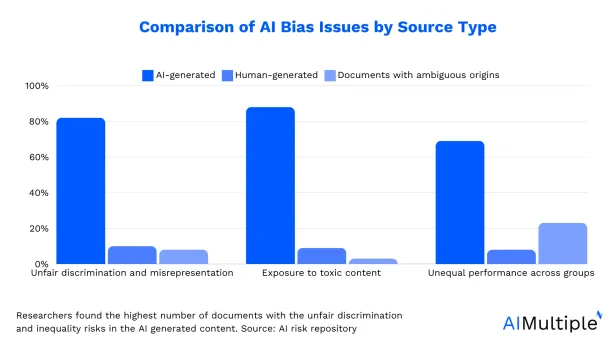 Comparison of AI Bias Issues by Source Type
AI-generated Human-generated Documents with ambiguous origins
100%
80%
60%
40%
20%
0%
Unfair discrimination and misrepresentation Exposure to toxic content Unequal performance across groups
Researchers found the highest number of documents with the unfair discrimination
and inequality risks in the AI generated content. Source: AI risk repository
AIMultiple